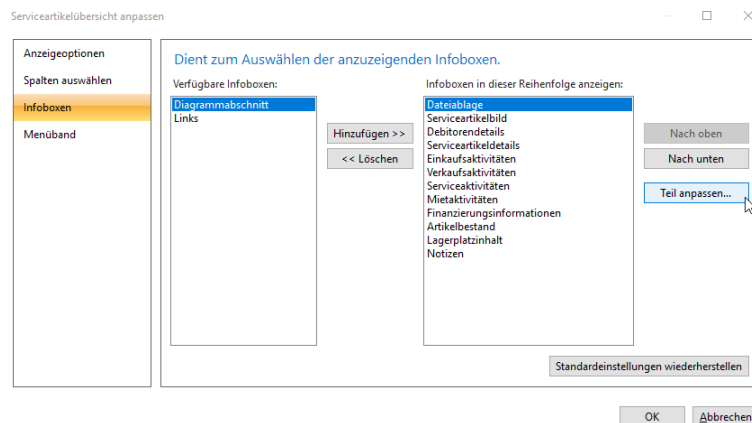 Serviceartikelübersicht anpassen
Anzeigeoptionen
Spalten auswählen
Infoboxen
Menüband
Dient zum Auswählen der anzuzeigenden Infoboxen.
Verfügbare Infoboxen:
Diagrammabschnitt
Links
Hinzufügen >>
<< Löschen
Infoboxen in dieser Reihenfolge anzeigen:
Dateiablage
Serviceartikelbild
Debitorendetails
Serviceartikeldetails
Einkaufsaktivitäten
Verkaufsaktivitäten
Serviceaktivitäten
Mietaktivitäten
Finanzierungsinformationen
Artikelbestand
Lagerplatzinhalt
Notizen
Nach oben
Nach unten
Teil anpassen...
Standardeinstellungen wiederherstellen
OK
Abbrechen